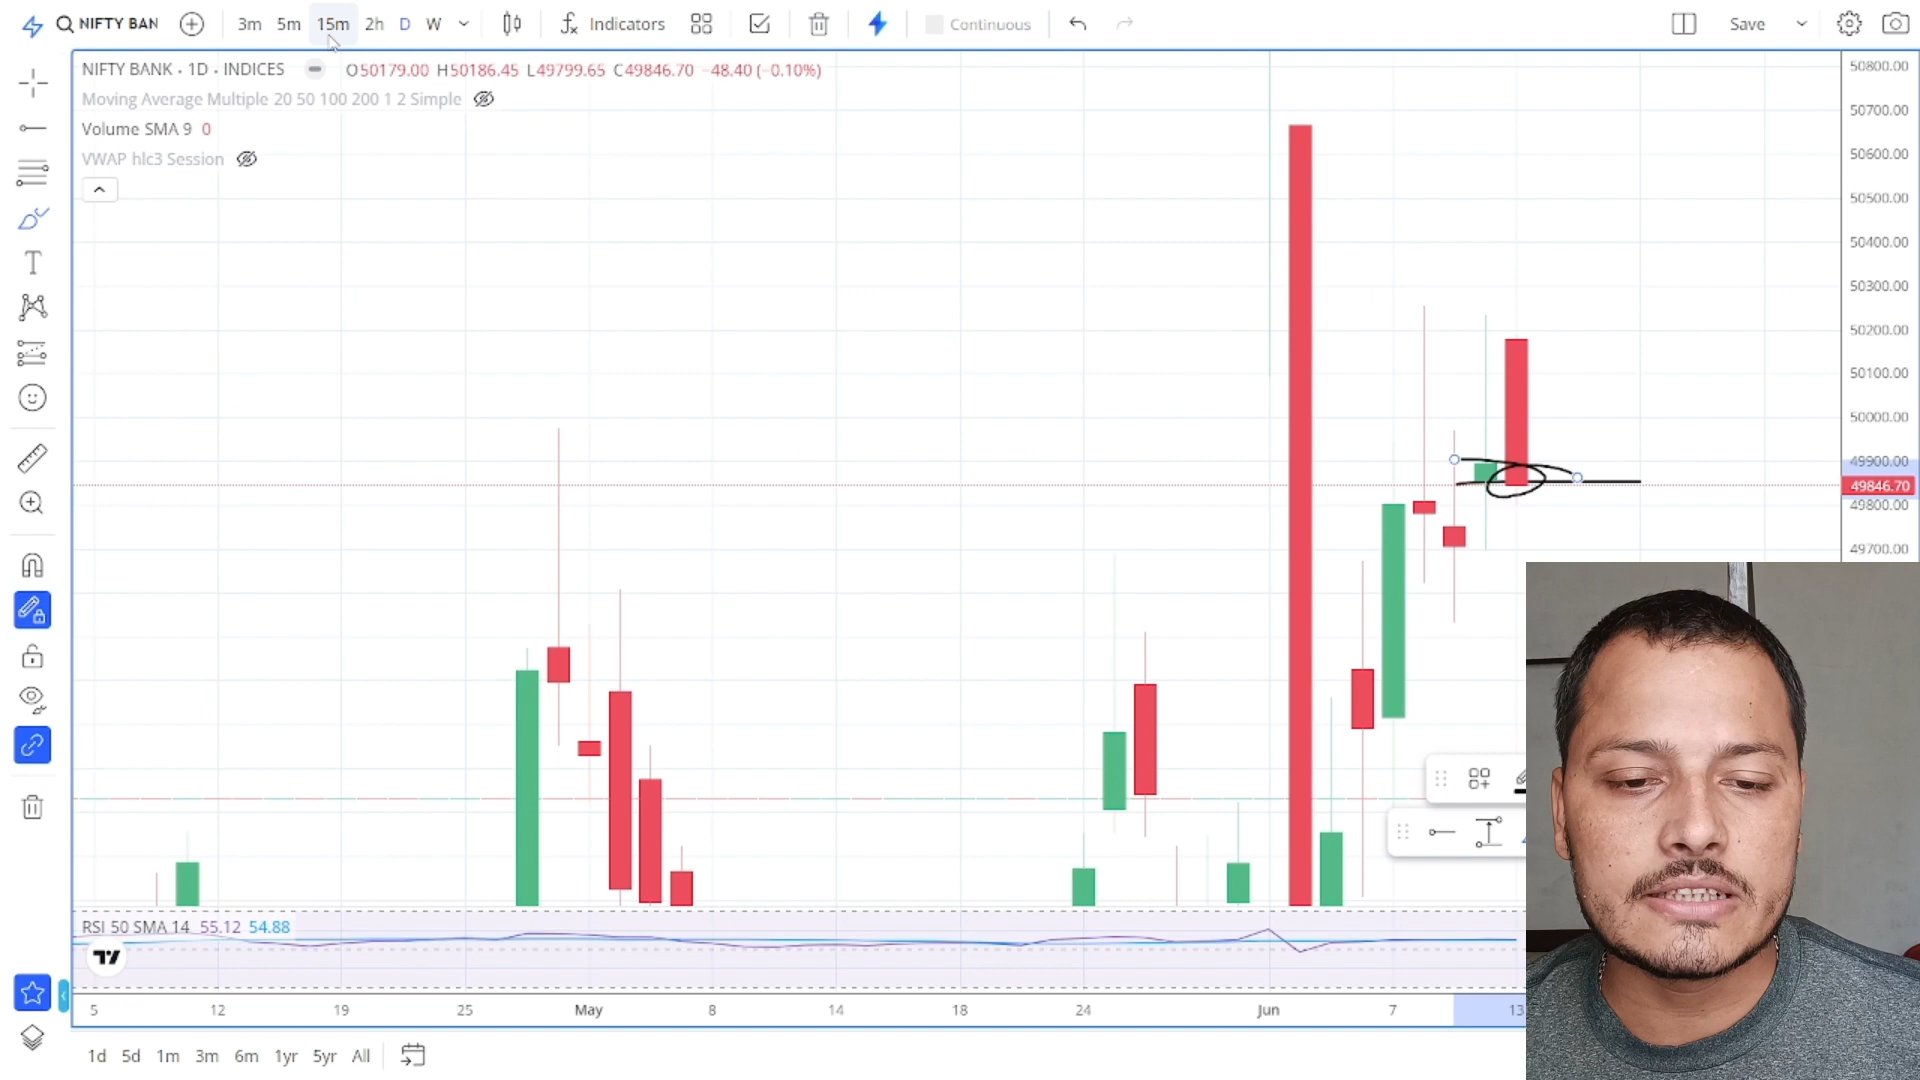 NIFTY BAN 3m 5m 15m 2h D W Indicators Continuous Save
NIFTY BANK · 1D · INDICES O50179.00 H50186.45 L49799.65 C49846.70 −48.40 (−0.10%)
Moving Average Multiple 20 50 100 200 1 2 Simple
Volume SMA 9 0
VWAP hlc3 Session
50800.00
50700.00
50600.00
50500.00
50400.00
50300.00
50200.00
50100.00
50000.00
49900.00
49846.70
49800.00
49700.00
RSI 50 SMA 14 55.12 54.88
5 12 19 25 May 8 14 18 24 Jun 7 13
1d 5d 1m 3m 6m 1yr 5yr All